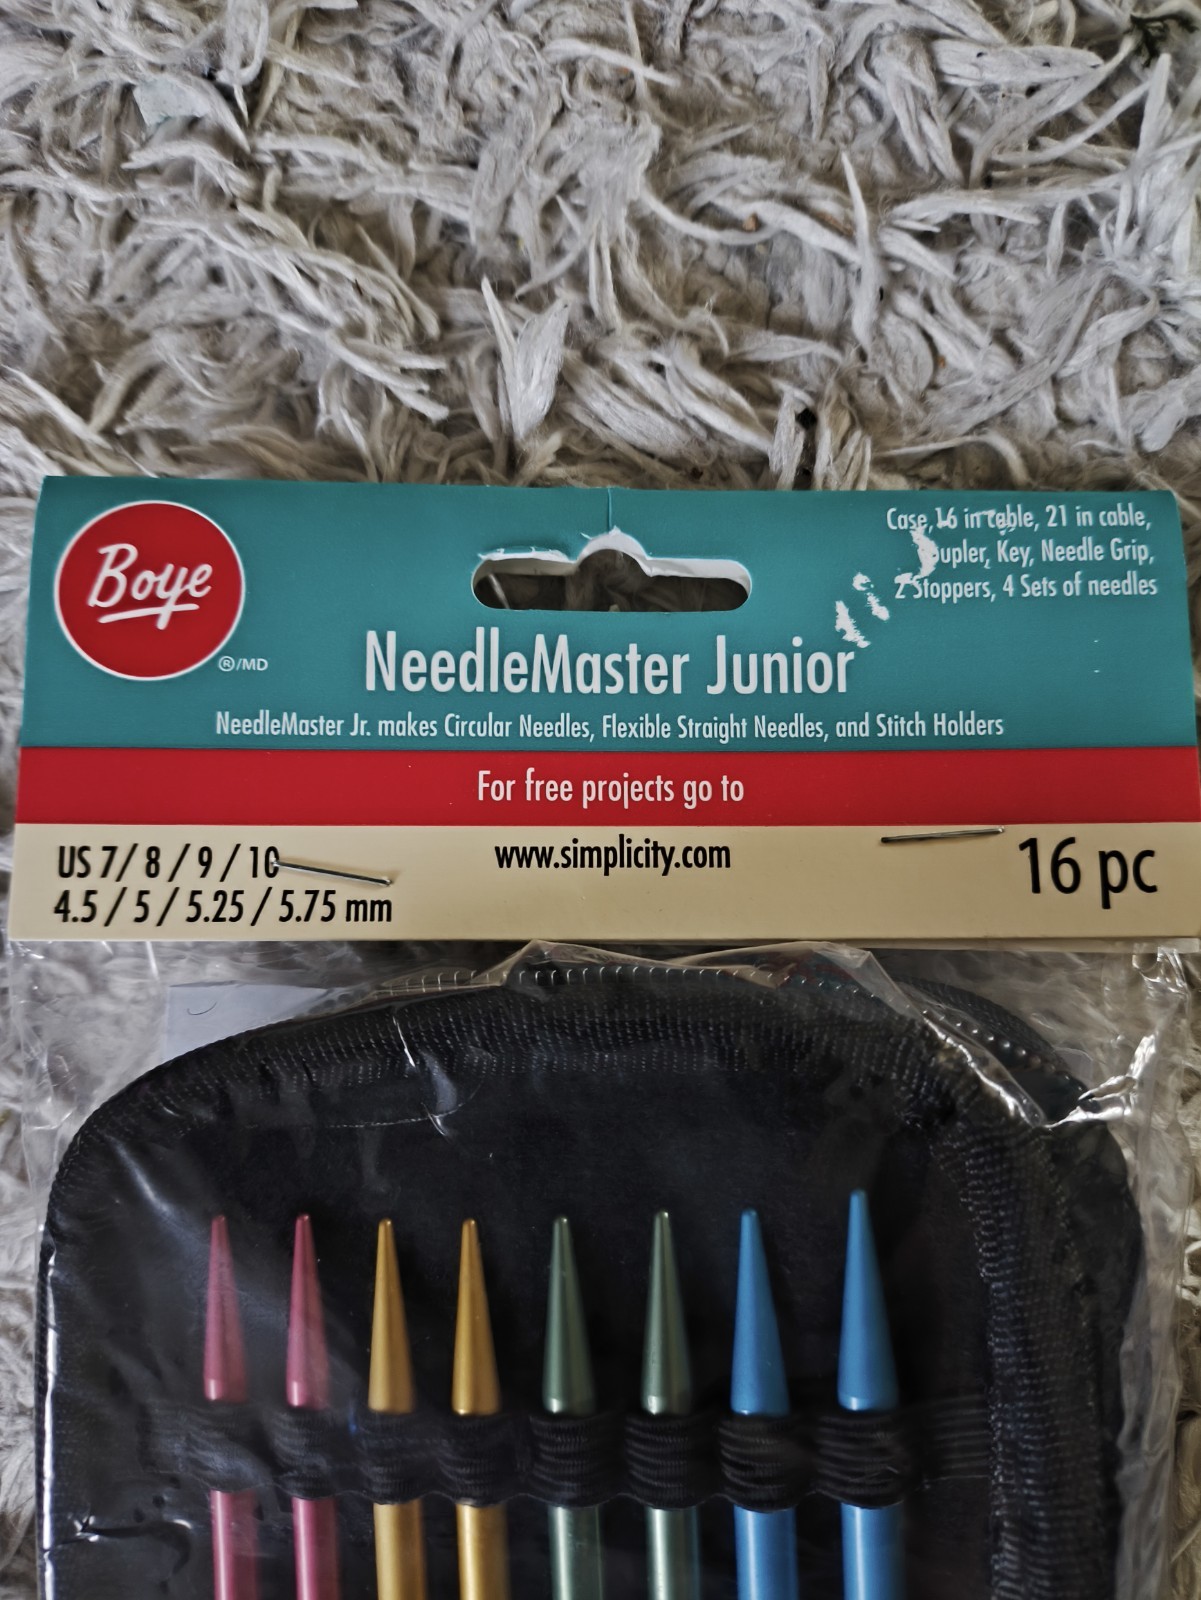 Boye
®/MD
Case, 16 in cable, 21 in cable,
Key, Needle Grip,
2 Stoppers, 4 Sets of needles
NeedleMaster Junior
NeedleMaster Jr. makes Circular Needles, Flexible Straight Needles, and Stitch Holders
For free projects go to
www.simplicity.com
US 7/ 8 / 9 / 10
4.5 / 5 / 5.25 / 5.75 mm
16 pc